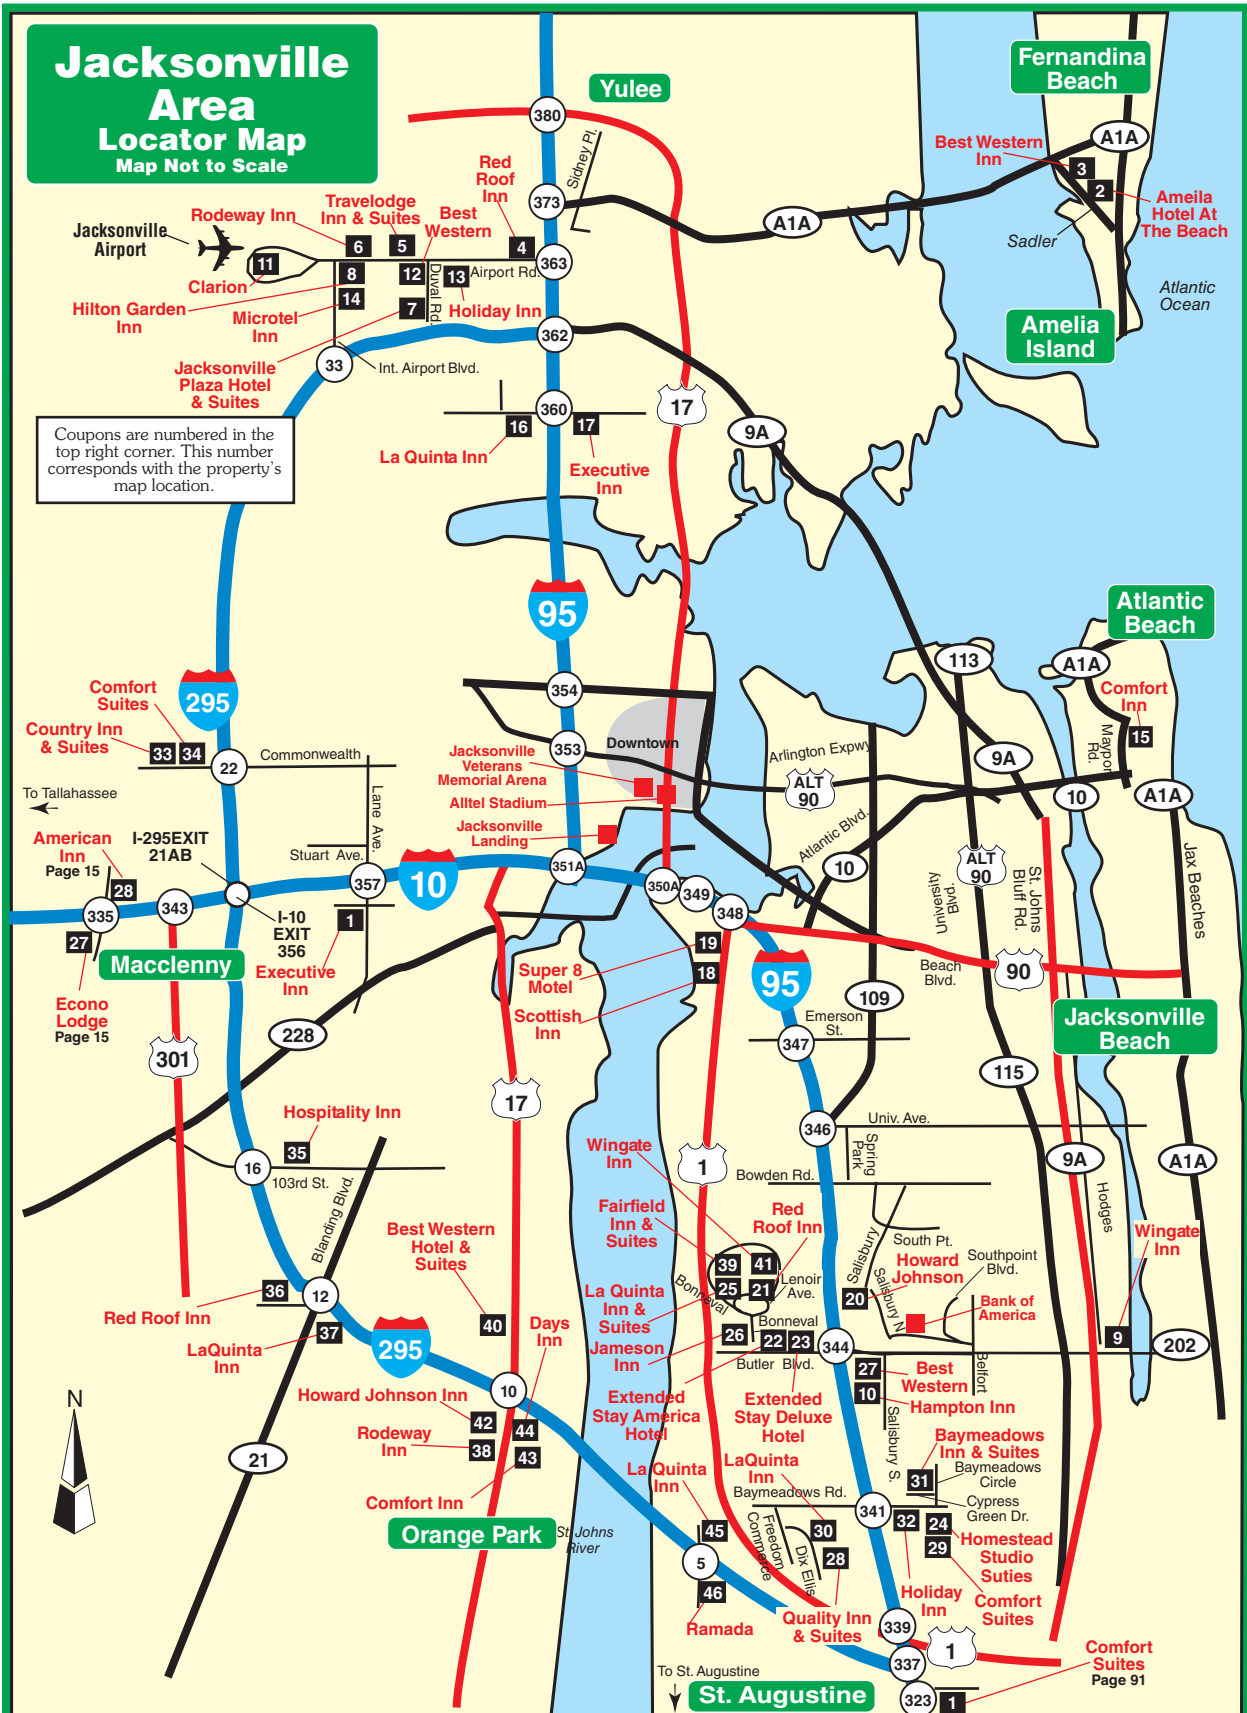 Jacksonville
Area
Locator Map
Map Not to Scale
Yulee
Fernandina
Beach
380
A1A
Sidney Pl.
Best Western
Inn
3
2
Red
Roof
Inn
373
A1A
Ameila
Hotel At
The Beach
Sadler
Travelodge
Inn & Suites
Rodeway Inn
Best
Western
Jacksonville
Airport
6
5
4
11
8
12
13
Airport Rd.
363
Clarion
Duval Rd.
14
7
Holiday Inn
Hilton Garden
Inn
Microtel
Inn
Atlantic
Ocean
Amelia
Island
362
33
Int. Airport Blvd.
Jacksonville
Plaza Hotel
& Suites
360
17
16
17
9A
La Quinta Inn
Executive
Inn
Coupons are numbered in the
top right corner. This number
corresponds with the property's
map location.
95
Atlantic
Beach
113
A1A
354
295
Comfort
Suites
Comfort
Inn
Country Inn
& Suites
33
34
15
Mayport
Rd.
22
Commonwealth
353
Downtown
Arlington Expwy
9A
Jacksonville
Veterans
Memorial Arena
ALT
90
10
A1A
To Tallahassee
Lane Ave.
Alltel Stadium
Jacksonville
Landing
Atlantic Blvd.
American
Inn
Page 15
I-295EXIT
21AB
Stuart Ave.
10
351A
10
ALT
90
St. Johns
Bluff Rd.
Jax Beaches
28
335
343
357
350A
349
348
University
Blvd.
I-10
EXIT
356
1
27
19
Macclenny
Executive
Inn
Super 8
Motel
18
95
Beach
Blvd.
90
Econo
Lodge
Page 15
Scottish
Inn
109
Jacksonville
Beach
228
Emerson
St.
347
301
17
115
Hospitality Inn
346
Univ. Ave.
Spring
Park
35
Wingate
Inn
16
103rd St.
1
Bowden Rd.
9A
A1A
Blanding Blvd.
Hodges
Fairfield
Inn &
Suites
Red
Roof Inn
Best Western
Hotel &
Suites
South Pt.
Salisbury
Wingate
Inn
Southpoint
Blvd.
Howard
Johnson
39
41
Lenoir
Ave.
25
21
Bonneval
Salisbury N.
36
12
20
La Quinta
Inn &
Suites
Bank of
America
Red Roof Inn
37
40
Days
Inn
Bonneval
26
22
23
9
295
LaQuinta
Inn
344
202
Jameson
Inn
Butler Blvd.
Belfort
27
Best
Western
10
Howard Johnson Inn
Extended
Stay America
Hotel
Extended
Stay Deluxe
Hotel
10
Hampton Inn
N
42
44
Salisbury S.
Rodeway
Inn
38
43
Baymeadows
Inn & Suites
21
La Quinta
Inn
LaQuinta
Inn
31
Baymeadows
Circle
Baymeadows Rd.
Comfort Inn
341
Cypress
Green Dr.
Orange Park
St. Johns
River
45
30
32
24
Freedom
Commerce
Dix Ellis
Homestead
Studio
Suties
5
28
29
46
Holiday
Inn
Comfort
Suites
Ramada
Quality Inn
& Suites
339
1
337
Comfort
Suites
Page 91
To St. Augustine
St. Augustine
323
1